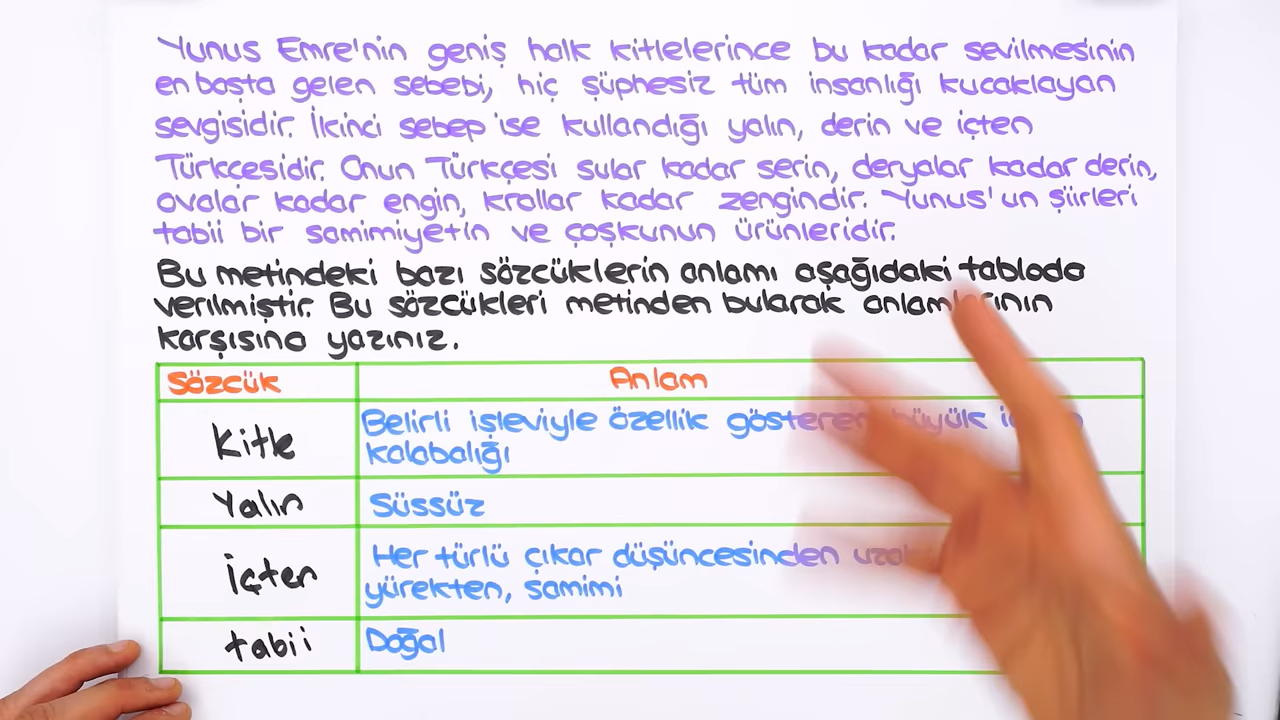 Yunus Emre'nin geniş halk kitlelerince bu kadar sevilmesinin
en başta gelen sebebi, hiç şüphesiz tüm insanlığı kucaklayan
sevgisidir. İkinci sebep ise kullandığı yalın, derin ve içten
Türkçesidir. Onun Türkçesi sular kadar serin, deryalar kadar derin,
ovalar kadar engin, krallar kadar zengindir. Yunus'un şiirleri
tabii bir samimiyetin ve çoşkunun ürünleridir.
Bu metindeki bazı sözcüklerin anlamı aşağıdaki tabloda
verilmiştir. Bu sözcükleri metinden bularak anlamlarının
karşısına yazınız.
Sözcük Anlam
Kitle Belirli işleviyle özellik gösteren büyük
kalabalığı
Yalın Süssüz
İçten Her türlü çıkar düşüncesinden
yürekten, samimi
tabii Doğal